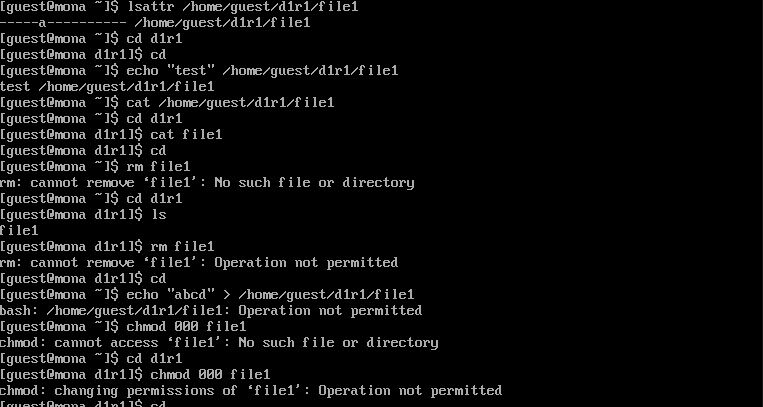 [guest@mona ~]$ lsattr /home/guest/d1r1/file1
-----a---------- /home/guest/d1r1/file1
[guest@mona ~]$ cd d1r1
[guest@mona d1r1]$ cd
[guest@mona ~]$ echo "test" /home/guest/d1r1/file1
test /home/guest/d1r1/file1
[guest@mona ~]$ cat /home/guest/d1r1/file1
[guest@mona ~]$ cd d1r1
[guest@mona d1r1]$ cat file1
[guest@mona d1r1]$ cd
[guest@mona ~]$ rm file1
rm: cannot remove ‘file1’: No such file or directory
[guest@mona ~]$ cd d1r1
[guest@mona d1r1]$ ls
file1
[guest@mona d1r1]$ rm file1
rm: cannot remove ‘file1’: Operation not permitted
[guest@mona d1r1]$ cd
[guest@mona ~]$ echo "abcd" > /home/guest/d1r1/file1
bash: /home/guest/d1r1/file1: Operation not permitted
[guest@mona ~]$ chmod 000 file1
chmod: cannot access ‘file1’: No such file or directory
[guest@mona ~]$ cd d1r1
[guest@mona d1r1]$ chmod 000 file1
chmod: changing permissions of ‘file1’: Operation not permitted
[guest@mona d1r1]$ cd